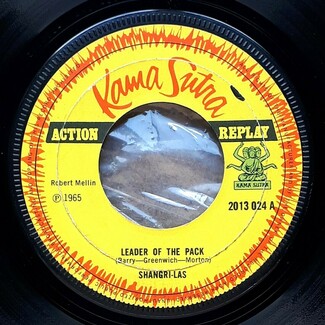 Kama Sutra
ACTION REPLAY
KAMA SUTRA
Robert Mellin
℗ 1965
2013 024 A
LEADER OF THE PACK
(Barry—Greenwich—Morton)
SHANGRI-LAS